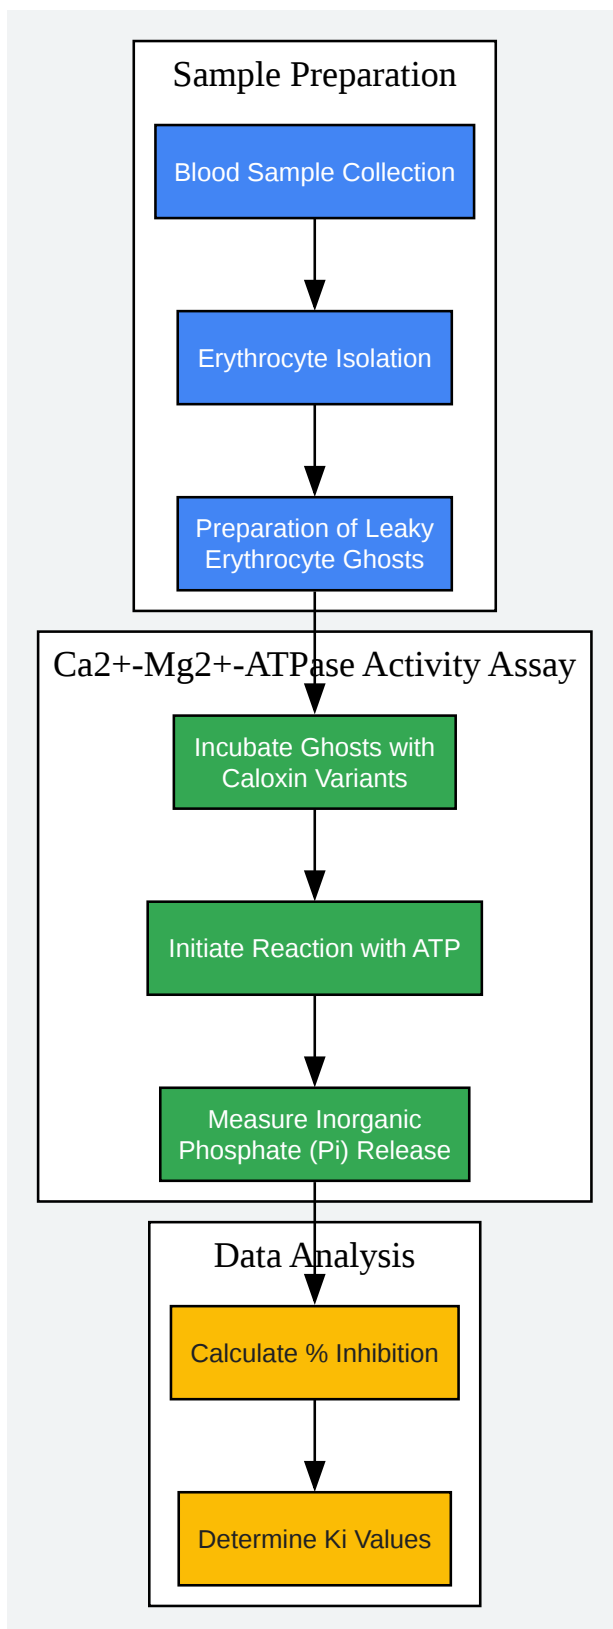 Sample Preparation
Blood Sample Collection
Erythrocyte Isolation
Preparation of Leaky
Erythrocyte Ghosts
Ca2+-Mg2+-ATPase Activity Assay
Incubate Ghosts with
Caloxin Variants
Initiate Reaction with ATP
Measure Inorganic
Phosphate (Pi) Release
Data Analysis
Calculate % Inhibition
Determine Ki Values